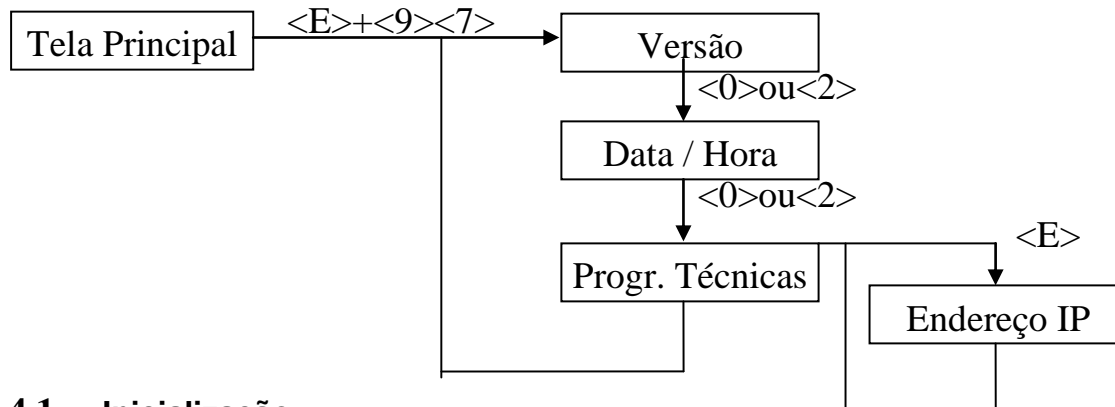 Tela Principal
<E>+<9><7>
Versão
<0>ou<2>
Data / Hora
<0>ou<2>
Progr. Técnicas
<E>
Endereço IP
4.1 Inicialização